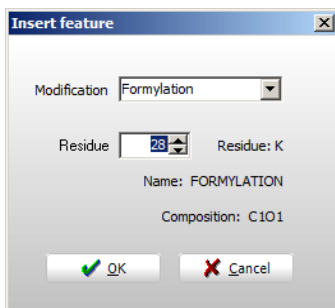 Insert feature
Modification Formylation
Residue 28 Residue: K
Name: FORMYLATION
Composition: C1O1
OK Cancel